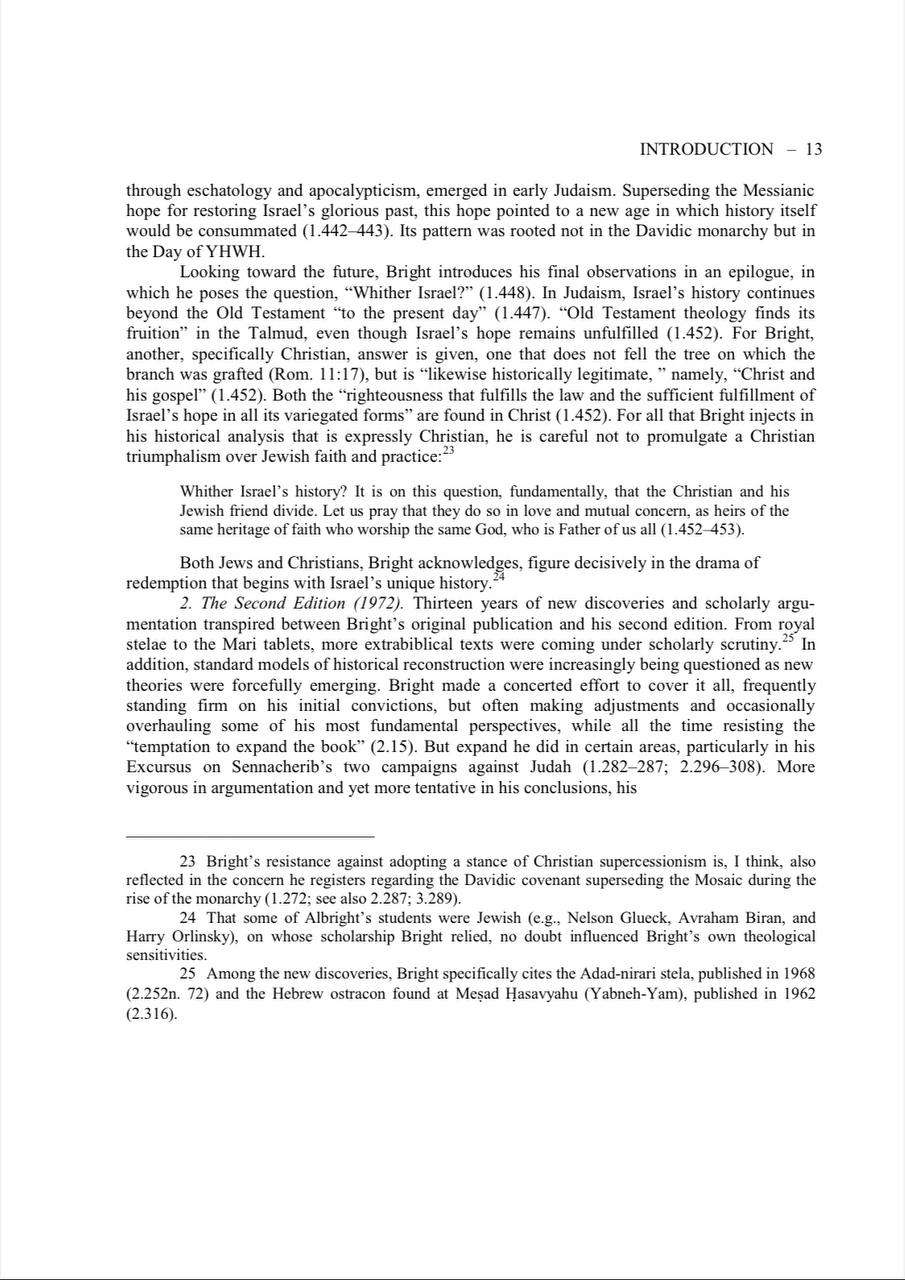 INTRODUCTION – 13
through eschatology and apocalypticism, emerged in early Judaism. Superseding the Messianic
hope for restoring Israel’s glorious past, this hope pointed to a new age in which history itself
would be consummated (1.442–443). Its pattern was rooted not in the Davidic monarchy but in
the Day of YHWH.
Looking toward the future, Bright introduces his final observations in an epilogue, in
which he poses the question, “Whither Israel?” (1.448). In Judaism, Israel’s history continues
beyond the Old Testament “to the present day” (1.447). “Old Testament theology finds its
fruition” in the Talmud, even though Israel’s hope remains unfulfilled (1.452). For Bright,
another, specifically Christian, answer is given, one that does not fell the tree on which the
branch was grafted (Rom. 11:17), but is “likewise historically legitimate, ” namely, “Christ and
his gospel” (1.452). Both the “righteousness that fulfills the law and the sufficient fulfillment of
Israel’s hope in all its variegated forms” are found in Christ (1.452). For all that Bright injects in
his historical analysis that is expressly Christian, he is careful not to promulgate a Christian
triumphalism over Jewish faith and practice:23
Whither Israel’s history? It is on this question, fundamentally, that the Christian and his
Jewish friend divide. Let us pray that they do so in love and mutual concern, as heirs of the
same heritage of faith who worship the same God, who is Father of us all (1.452–453).
Both Jews and Christians, Bright acknowledges, figure decisively in the drama of
redemption that begins with Israel’s unique history.24
2. The Second Edition (1972). Thirteen years of new discoveries and scholarly argu-
mentation transpired between Bright’s original publication and his second edition. From royal
stelae to the Mari tablets, more extrabiblical texts were coming under scholarly scrutiny.25 In
addition, standard models of historical reconstruction were increasingly being questioned as new
theories were forcefully emerging. Bright made a concerted effort to cover it all, frequently
standing firm on his initial convictions, but often making adjustments and occasionally
overhauling some of his most fundamental perspectives, while all the time resisting the
“temptation to expand the book” (2.15). But expand he did in certain areas, particularly in his
Excursus on Sennacherib’s two campaigns against Judah (1.282–287; 2.296–308). More
vigorous in argumentation and yet more tentative in his conclusions, his
23 Bright’s resistance against adopting a stance of Christian supercessionism is, I think, also
reflected in the concern he registers regarding the Davidic covenant superseding the Mosaic during the
rise of the monarchy (1.272; see also 2.287; 3.289).
24 That some of Albright’s students were Jewish (e.g., Nelson Glueck, Avraham Biran, and
Harry Orlinsky), on whose scholarship Bright relied, no doubt influenced Bright’s own theological
sensitivities.
25 Among the new discoveries, Bright specifically cites the Adad-nirari stela, published in 1968
(2.252n. 72) and the Hebrew ostracon found at Meṣad Ḥasavyahu (Yabneh-Yam), published in 1962
(2.316).